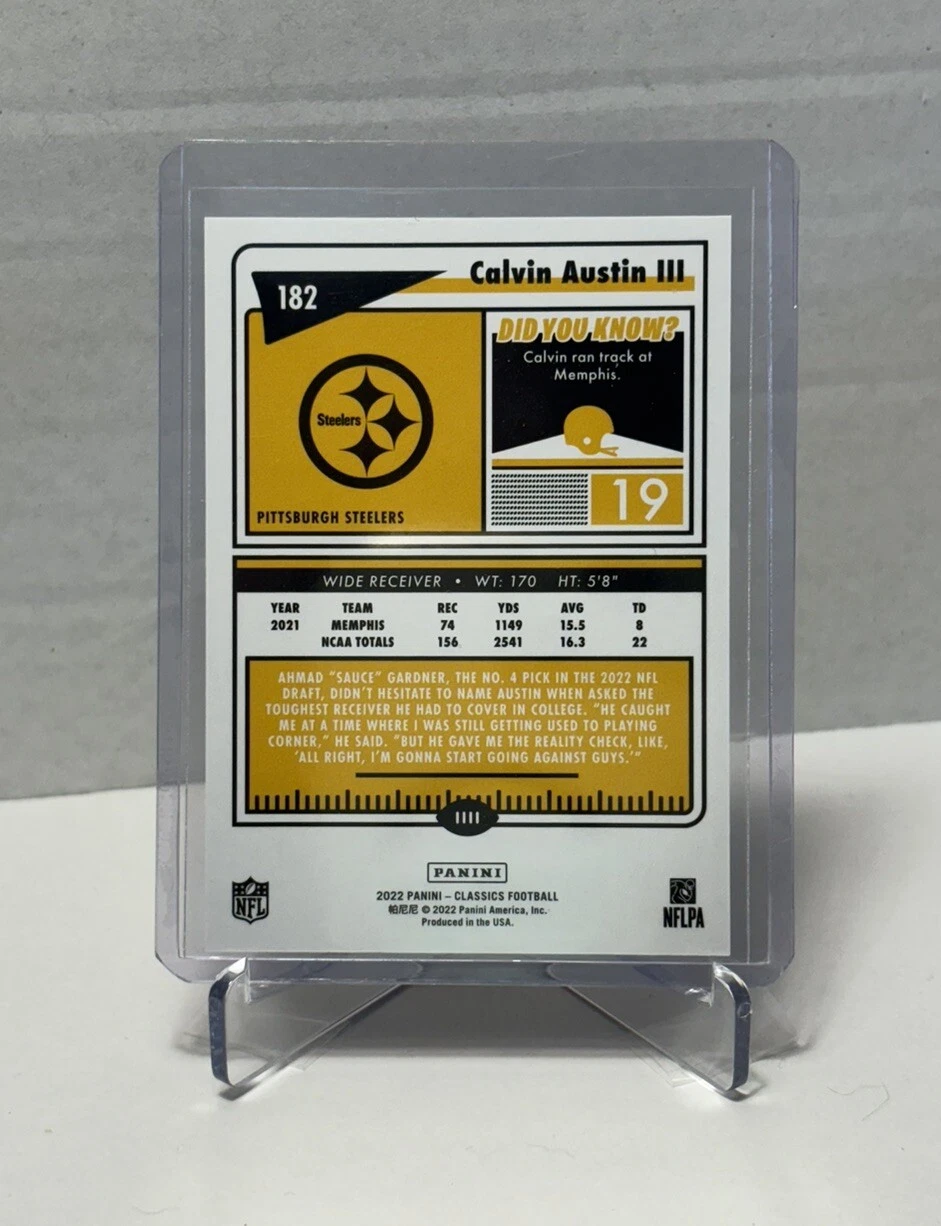 Calvin Austin III
182
DID YOU KNOW?
Calvin ran track at
Memphis.
Steelers
19
PITTSBURGH STEELERS
WIDE RECEIVER • WT: 170 HT: 5'8"
YEAR TEAM REC YDS AVG TD
2021 MEMPHIS 74 1149 15.5 8
NCAA TOTALS 156 2541 16.3 22
AHMAD "SAUCE" GARDNER, THE NO. 4 PICK IN THE 2022 NFL
DRAFT, DIDN'T HESITATE TO NAME AUSTIN WHEN ASKED THE
TOUGHEST RECEIVER HE HAD TO COVER IN COLLEGE. "HE CAUGHT
ME AT A TIME WHERE I WAS STILL GETTING USED TO PLAYING
CORNER," HE SAID. "BUT HE GAVE ME THE REALITY CHECK, LIKE,
'ALL RIGHT, I'M GONNA START GOING AGAINST GUYS.'"
PANINI
2022 PANINI – CLASSICS FOOTBALL
帕尼尼 © 2022 Panini America, Inc.
Produced in the USA.
NFL
NFLPA